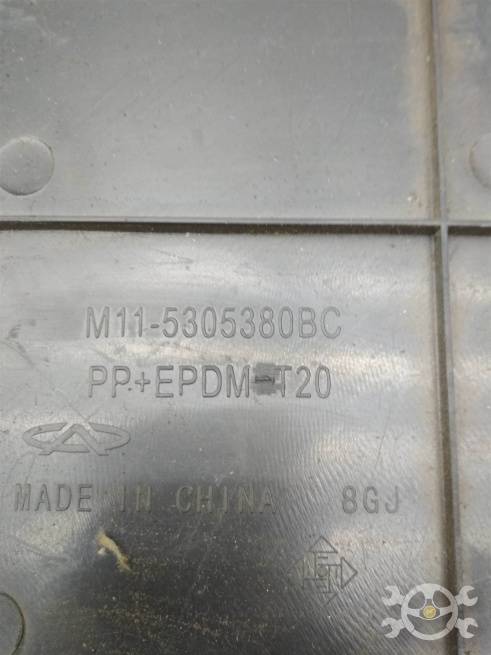 M11-5305380BC
PP+EPDM-T20
MADE IN CHINA 8GJ